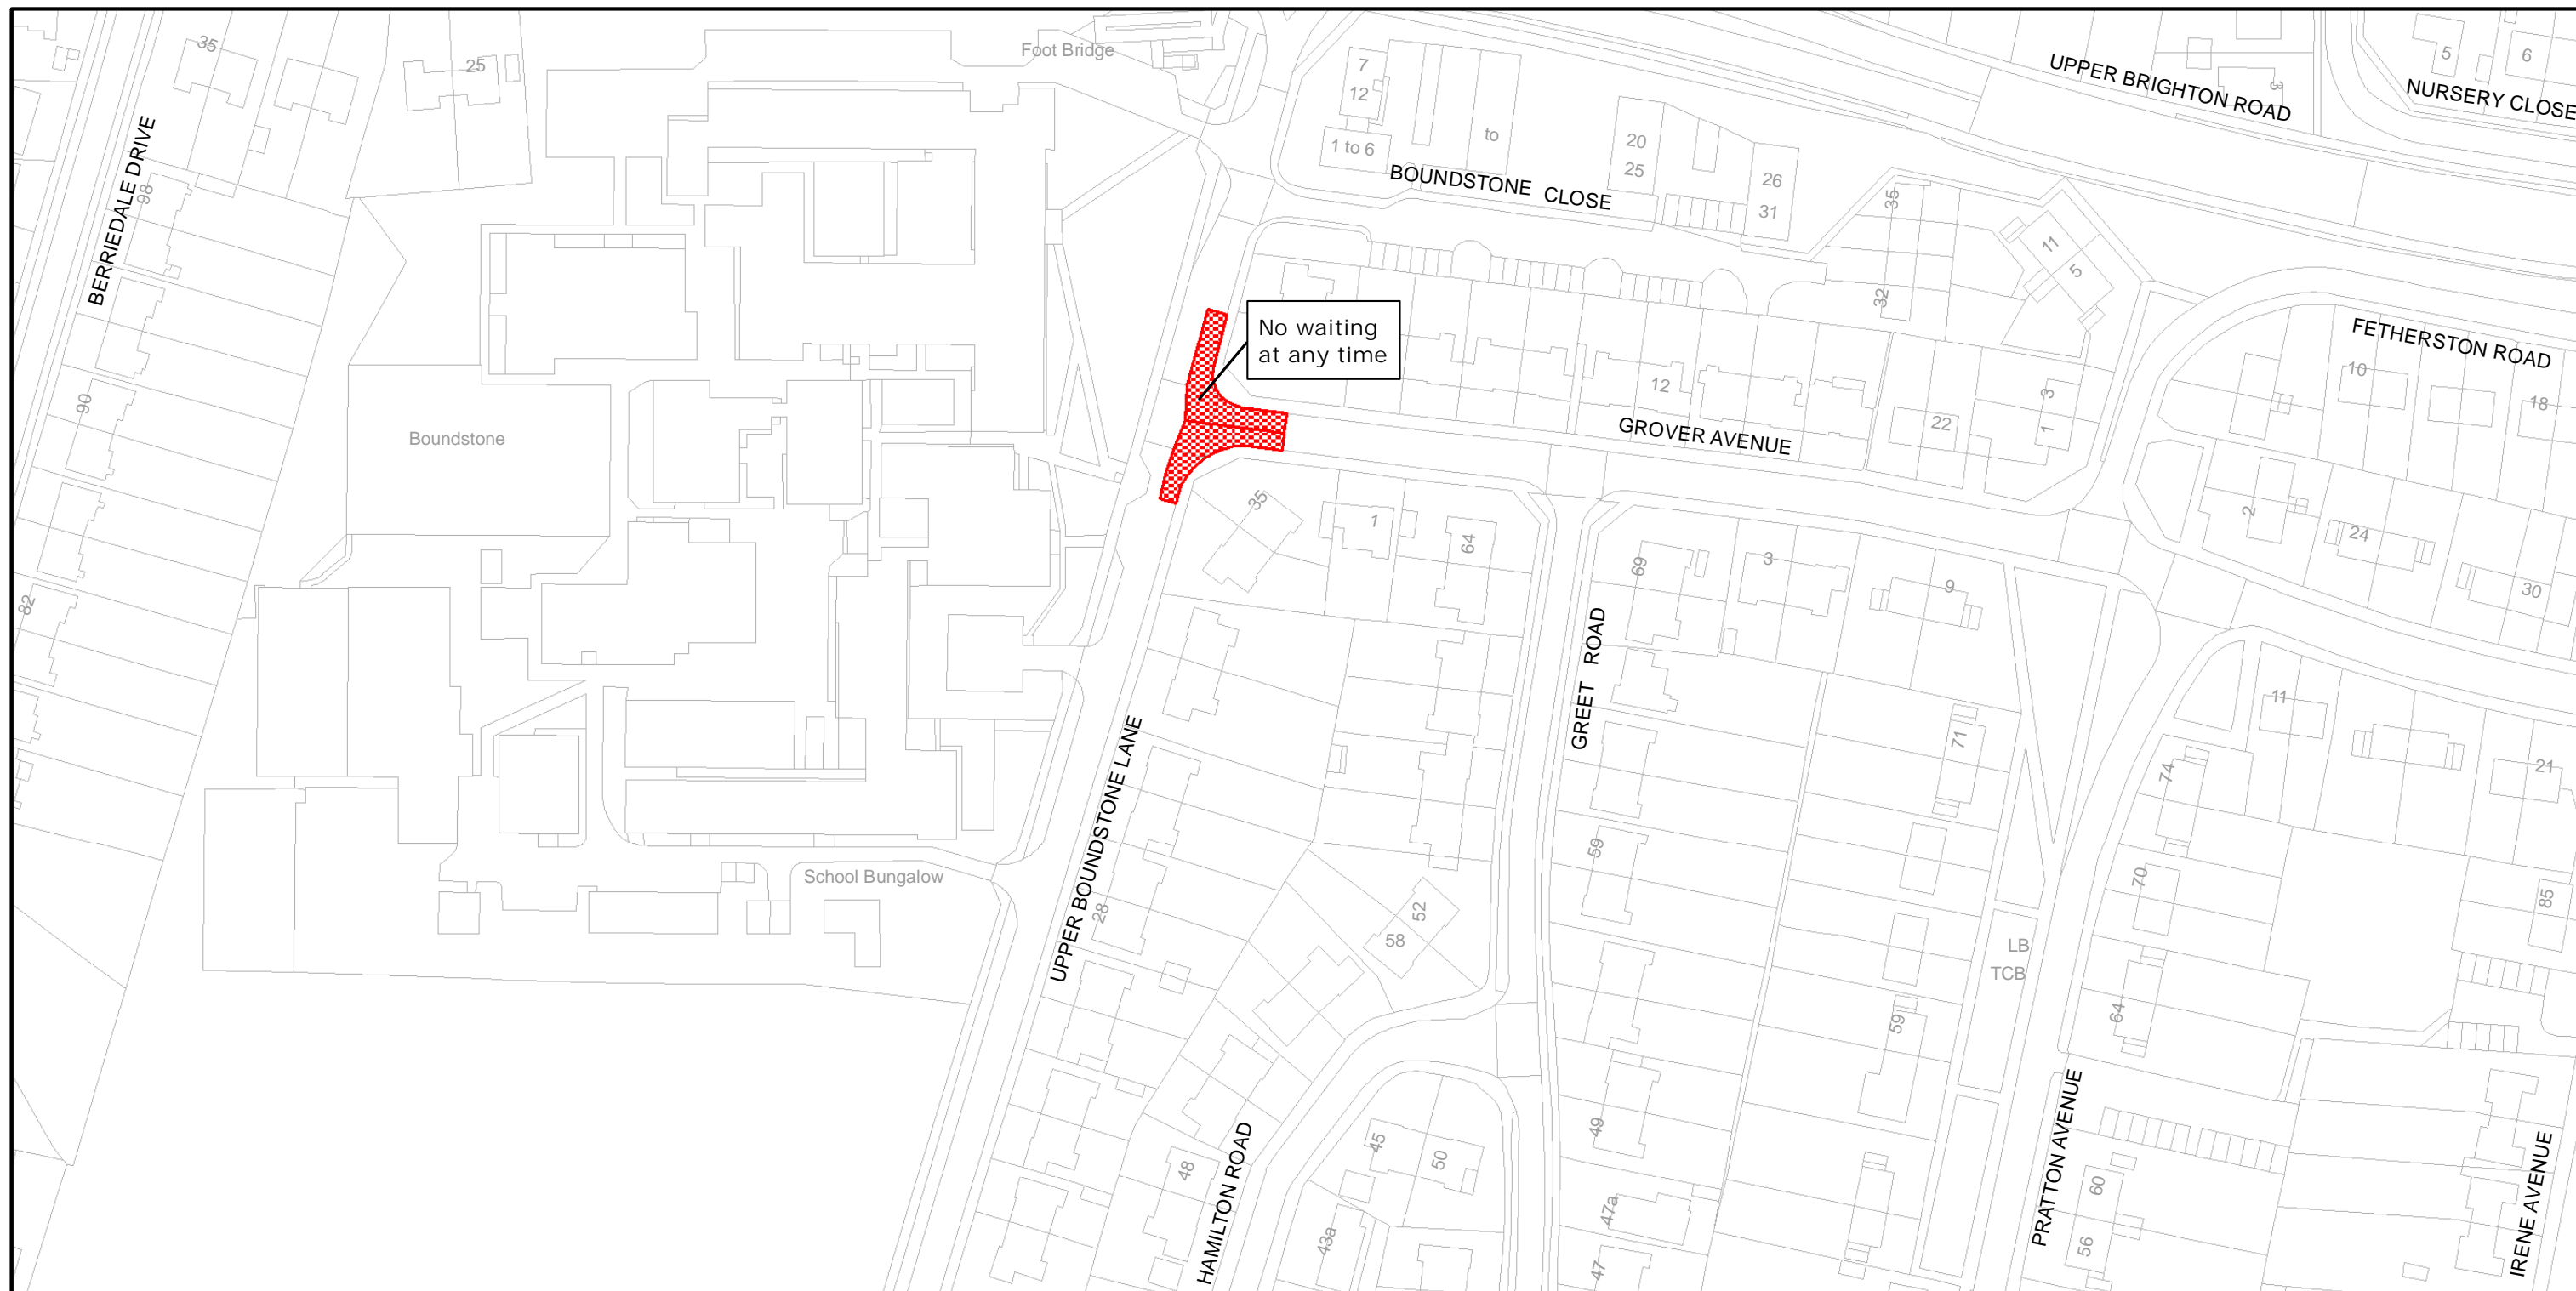 35
25
Foot Bridge
7
12
1 to 6
to
20
25
26
31
UPPER BRIGHTON ROAD
3
5
6
NURSERY CLOSE
BOUNDSTONE CLOSE
BERRIEDALE DRIVE
98
35
32
11
5
No waiting
at any time
FETHERSTON ROAD
10
18
12
GROVER AVENUE
22
1
3
90
Boundstone
35
1
64
69
3
9
2
24
30
82
GREET ROAD
71
11
74
21
UPPER BOUNDSTONE LANE
School Bungalow
28
52
58
59
70
85
LB
TCB
59
64
49
HAMILTON ROAD
48
45
50
43a
47a
47
PRATTON AVENUE
60
56
IRENE AVENUE